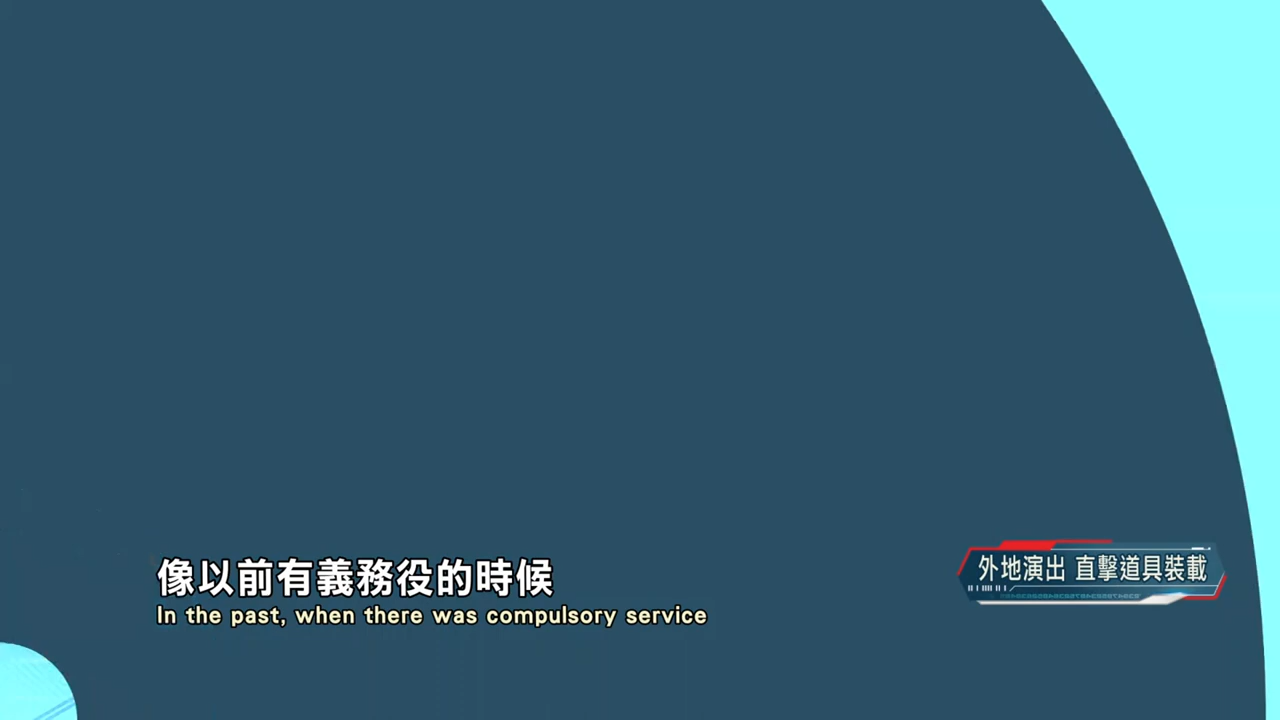 像以前有義務役的時候
In the past, when there was compulsory service
外地演出 直擊道具裝載